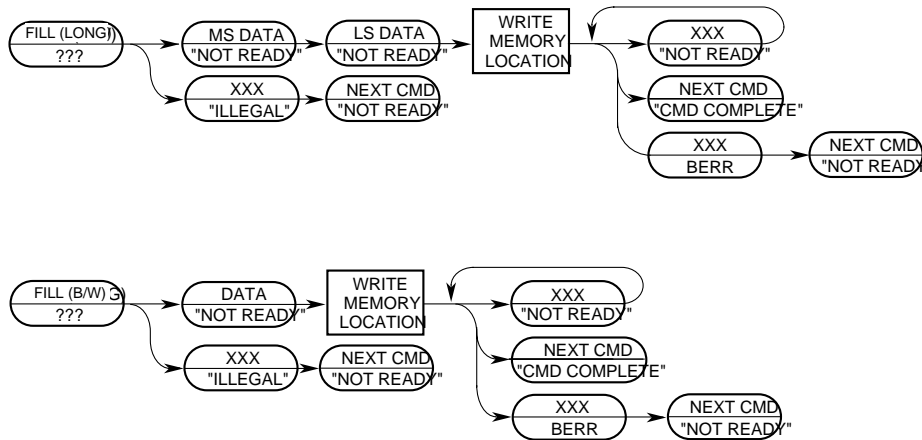 FILL (LONG)
???
MS DATA
"NOT READY"
LS DATA
"NOT READY"
WRITE
MEMORY
LOCATION
XXX
"NOT READY"
XXX
"ILLEGAL"
NEXT CMD
"NOT READY"
NEXT CMD
"CMD COMPLETE"
XXX
BERR
NEXT CMD
"NOT READY
FILL (B/W) G)
???
DATA
"NOT READY"
WRITE
MEMORY
LOCATION
XXX
"NOT READY"
XXX
"ILLEGAL"
NEXT CMD
"NOT READY"
NEXT CMD
"CMD COMPLETE"
XXX
BERR
NEXT CMD
"NOT READY"